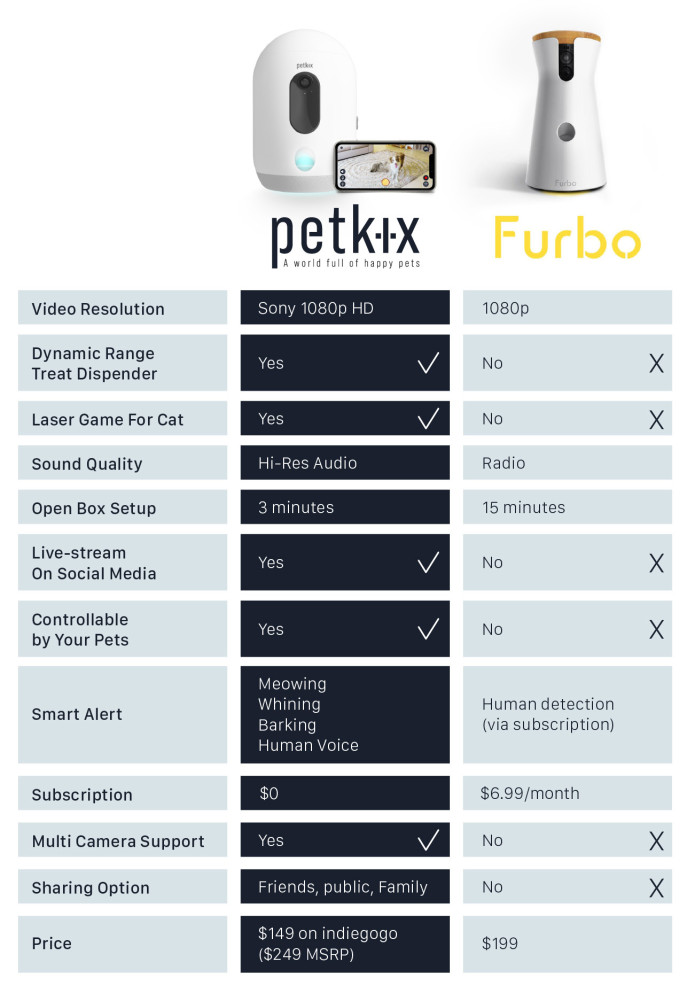 petkix
petkix
A world full of happy pets
Furbo
Furbo
Video Resolution
Sony 1080p HD
1080p
Dynamic Range
Treat Dispender
Yes
No
X
Laser Game For Cat
Yes
No
X
Sound Quality
Hi-Res Audio
Radio
Open Box Setup
3 minutes
15 minutes
Live-stream
On Social Media
Yes
No
X
Controllable
by Your Pets
Yes
No
X
Smart Alert
Meowing
Whining
Barking
Human Voice
Human detection
(via subscription)
Subscription
$0
$6.99/month
Multi Camera Support
Yes
No
X
Sharing Option
Friends, public, Family
No
X
Price
$149 on indiegogo
($249 MSRP)
$199